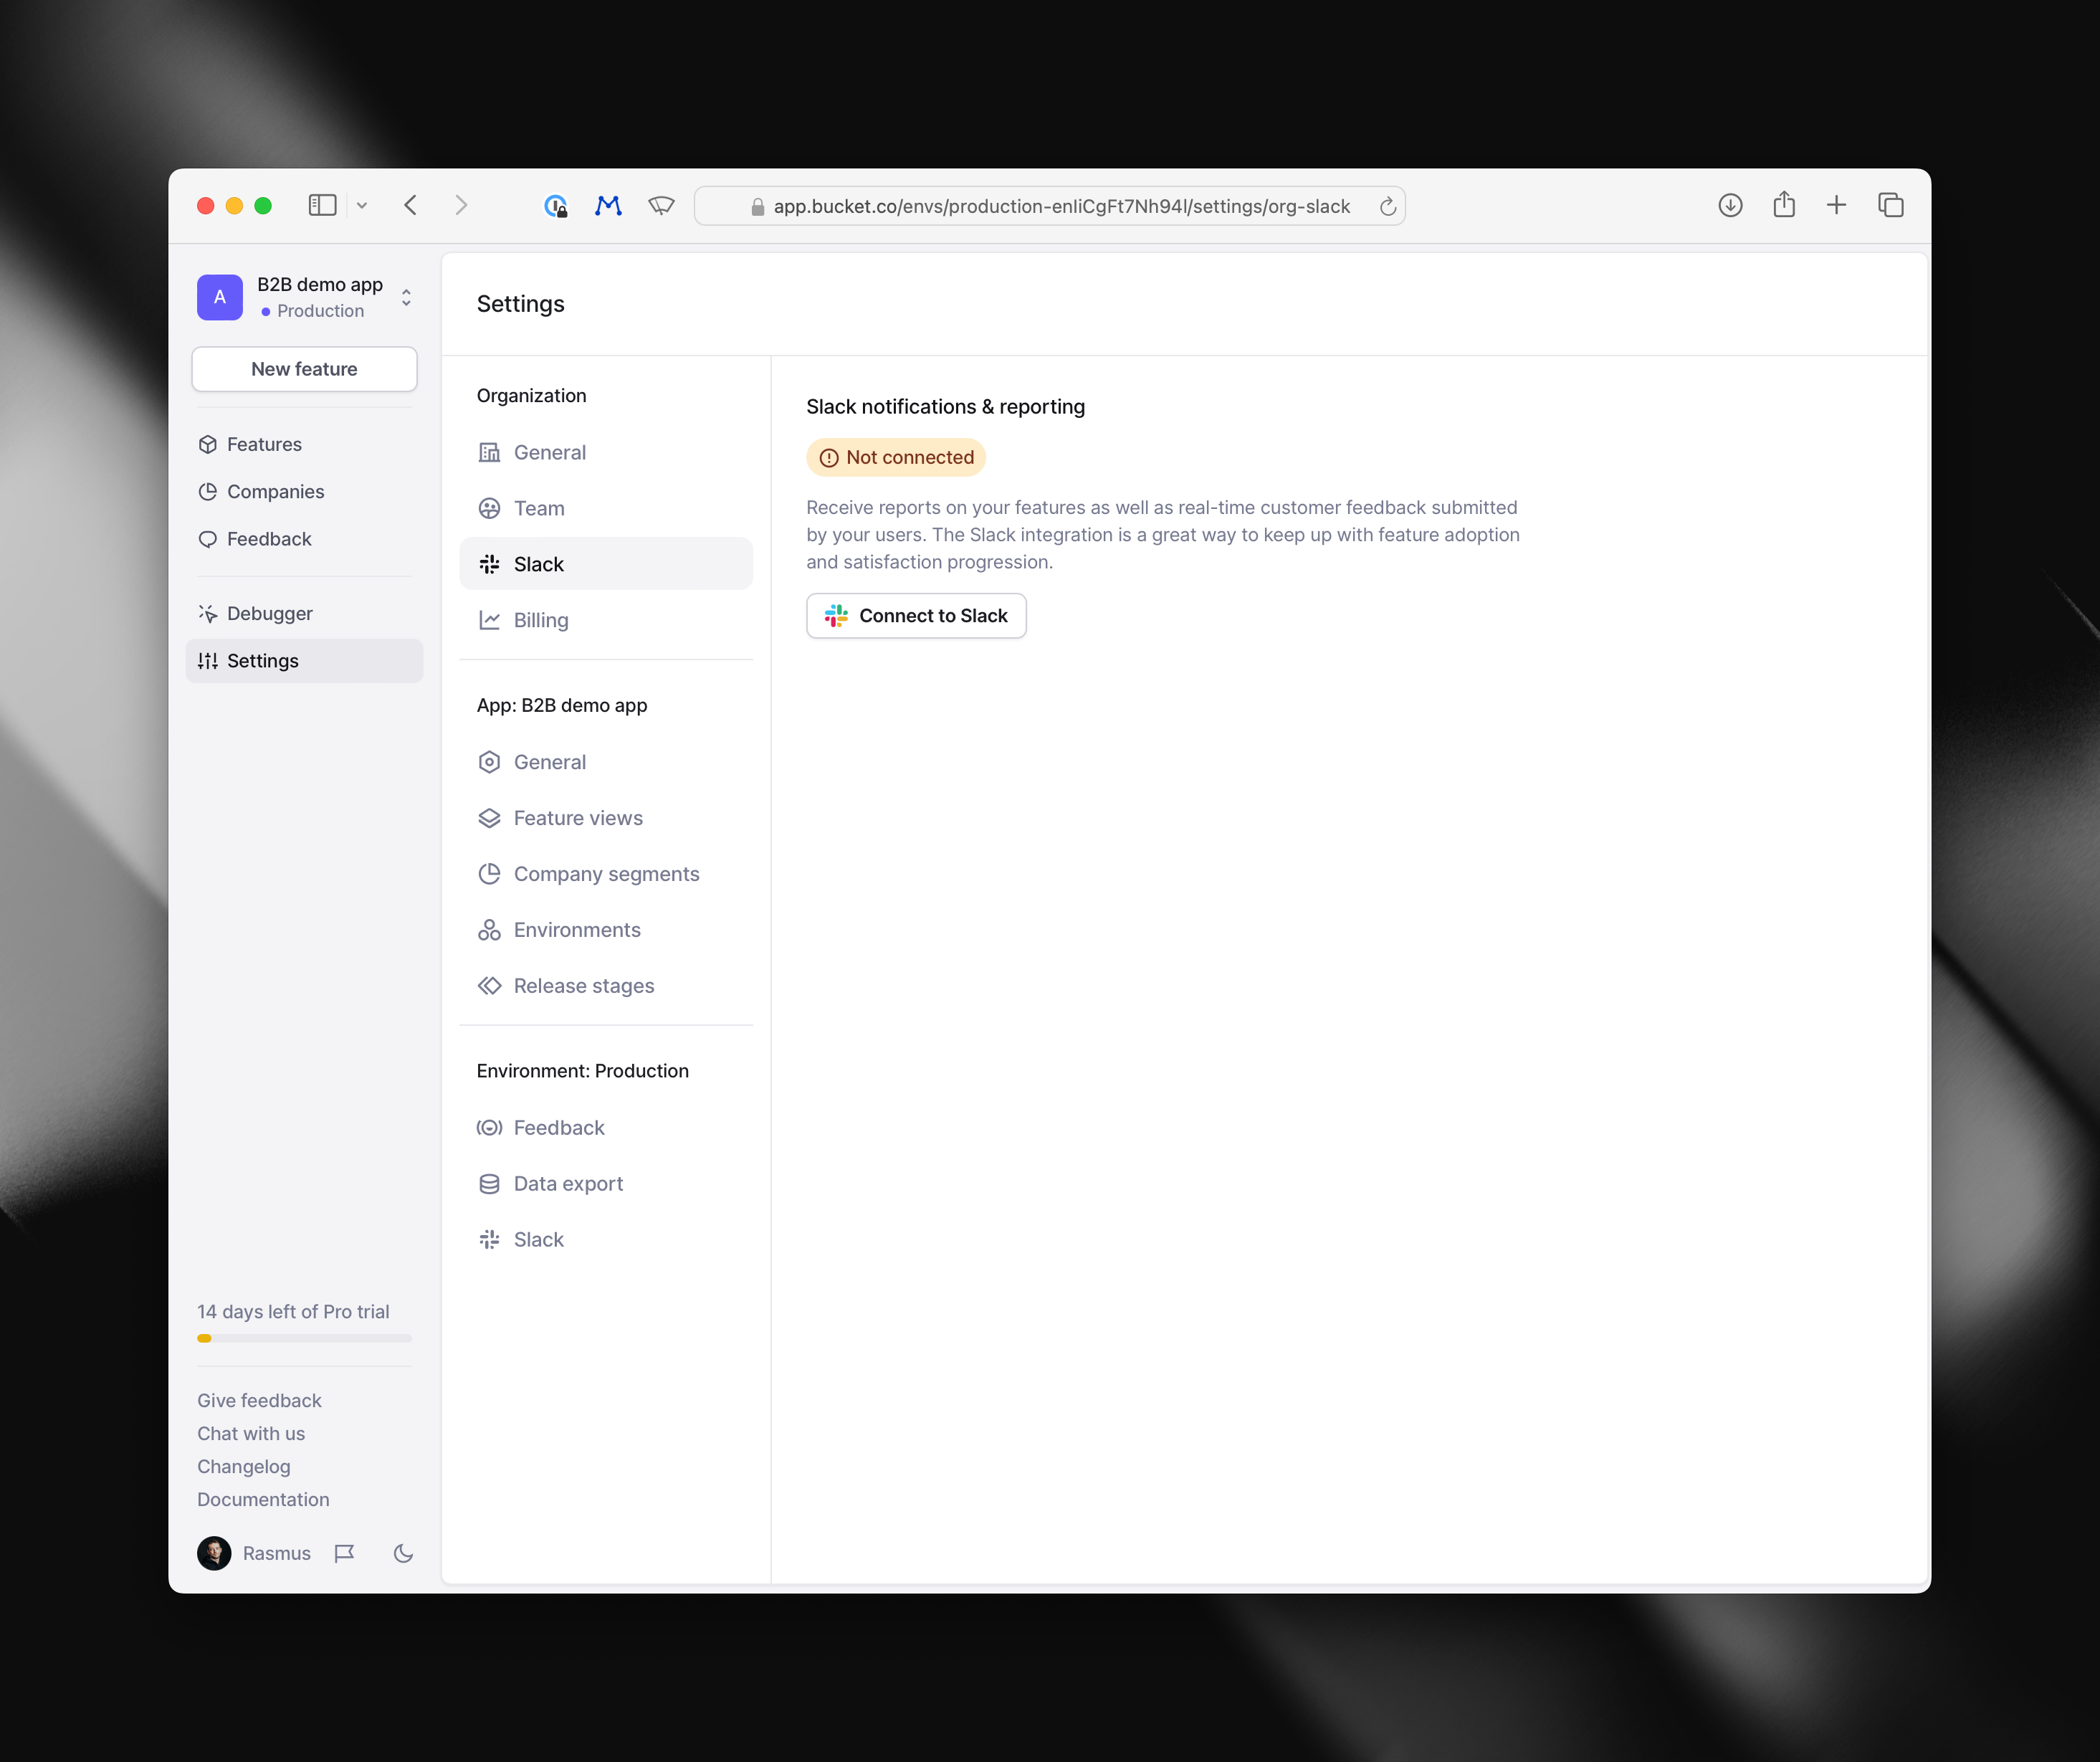 app.bucket.co/envs/production-enliCgFt7Nh94l/settings/org-slack
A
B2B demo app
Production
New feature
Features
Companies
Feedback
Debugger
Settings
14 days left of Pro trial
Give feedback
Chat with us
Changelog
Documentation
Rasmus
Settings
Organization
General
Team
Slack
Billing
App: B2B demo app
General
Feature views
Company segments
Environments
Release stages
Environment: Production
Feedback
Data export
Slack
Slack notifications & reporting
Not connected
Receive reports on your features as well as real-time customer feedback submitted
by your users. The Slack integration is a great way to keep up with feature adoption
and satisfaction progression.
Connect to Slack